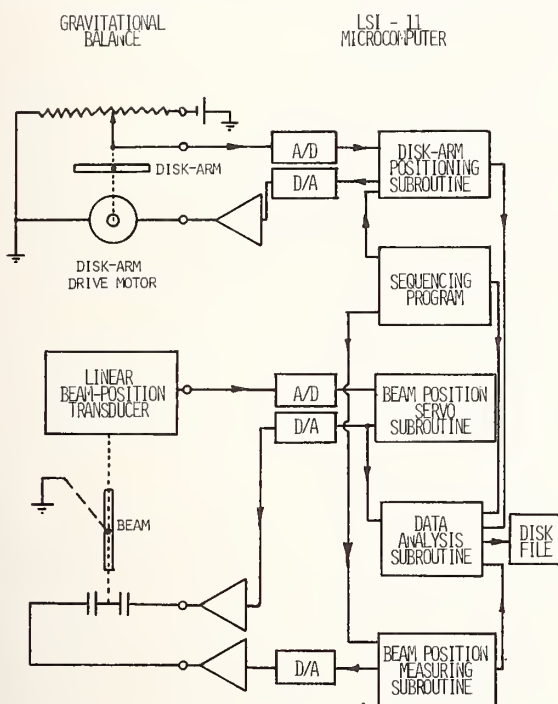 GRAVITATIONAL
BALANCE
LSI - 11
MICROCOMPUTER
A/D
DISK-ARM
POSITIONING
SUBROUTINE
DISK-ARM
D/A
DISK-ARM
DRIVE MOTOR
SEQUENCING
PROGRAM
LINEAR
BEAM-POSITION
TRANSDUCER
A/D
BEAM POSITION
SERVO
SUBROUTINE
D/A
BEAM
DATA
ANALYSIS
SUBROUTINE
DISK
FILE
D/A
BEAM POSITION
MEASURING
SUBROUTINE